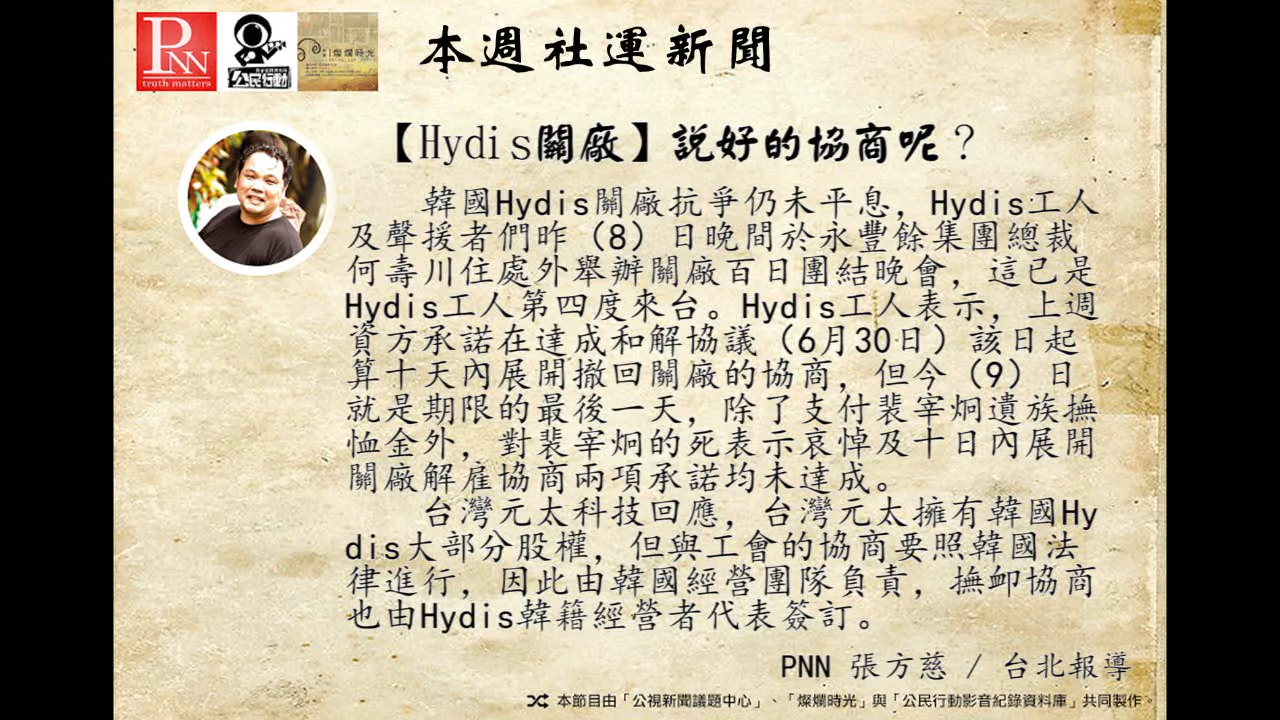 PNN
truth matters
公民行動
燦爛時光
本週社運新聞
【Hydis關廠】說好的協商呢？
韓國Hydis關廠抗爭仍未平息，Hydis工人
及聲援者們昨（8）日晚間於永豐餘集團總裁
何壽川住處外舉辦關廠百日團結晚會，這已是
Hydis工人第四度來台。Hydis工人表示，上週
資方承諾在達成和解協議（6月30日）該日起
算十天內展開撤回關廠的協商，但今（9）日
就是期限的最後一天，除了支付裴宰炯遺族撫
恤金外，對裴宰炯的死表示哀悼及十日內展開
關廠解雇協商兩項承諾均未達成。
台灣元太科技回應，台灣元太擁有韓國Hy
dis大部分股權，但與工會的協商要照韓國法
律進行，因此由韓國經營團隊負責，撫卹協商
也由Hydis韓籍經營者代表簽訂。
PNN 張方慈 / 台北報導
本節目由「公視新聞議題中心」、「燦爛時光」與「公民行動影音紀錄資料庫」共同製作。